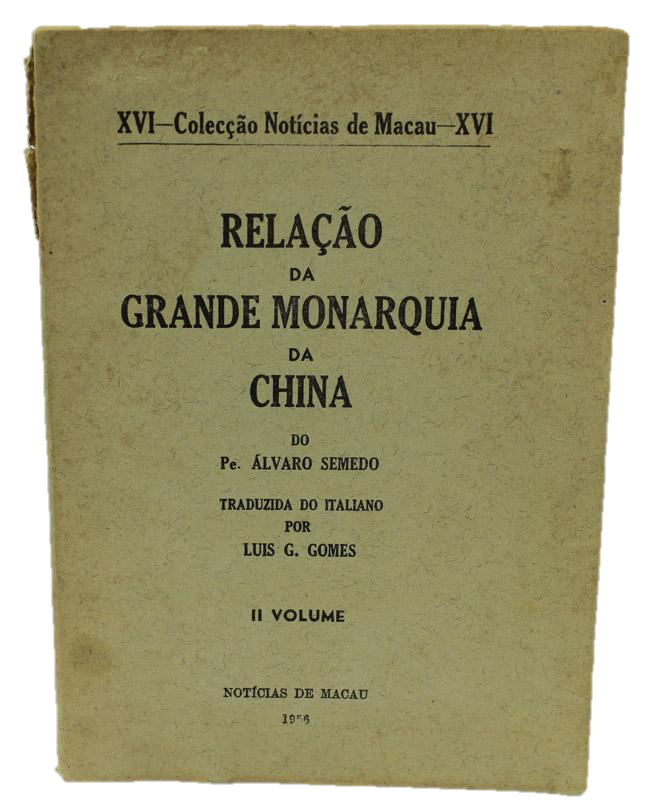 XVI—Colecção Notícias de Macau—XVI
RELAÇÃO
DA
GRANDE MONARQUIA
DA
CHINA
DO
Pe. ÁLVARO SEMEDO
TRADUZIDA DO ITALIANO
POR
LUIS G. GOMES
II VOLUME
NOTÍCIAS DE MACAU
1956